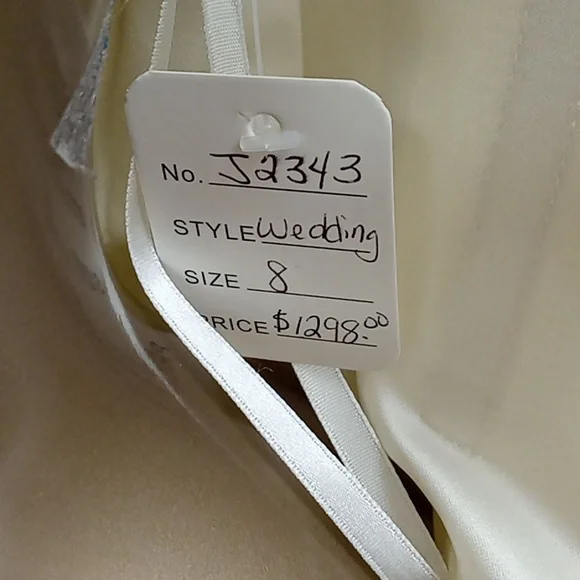 No. J2343
STYLE Wedding
SIZE 8
PRICE $1298.00